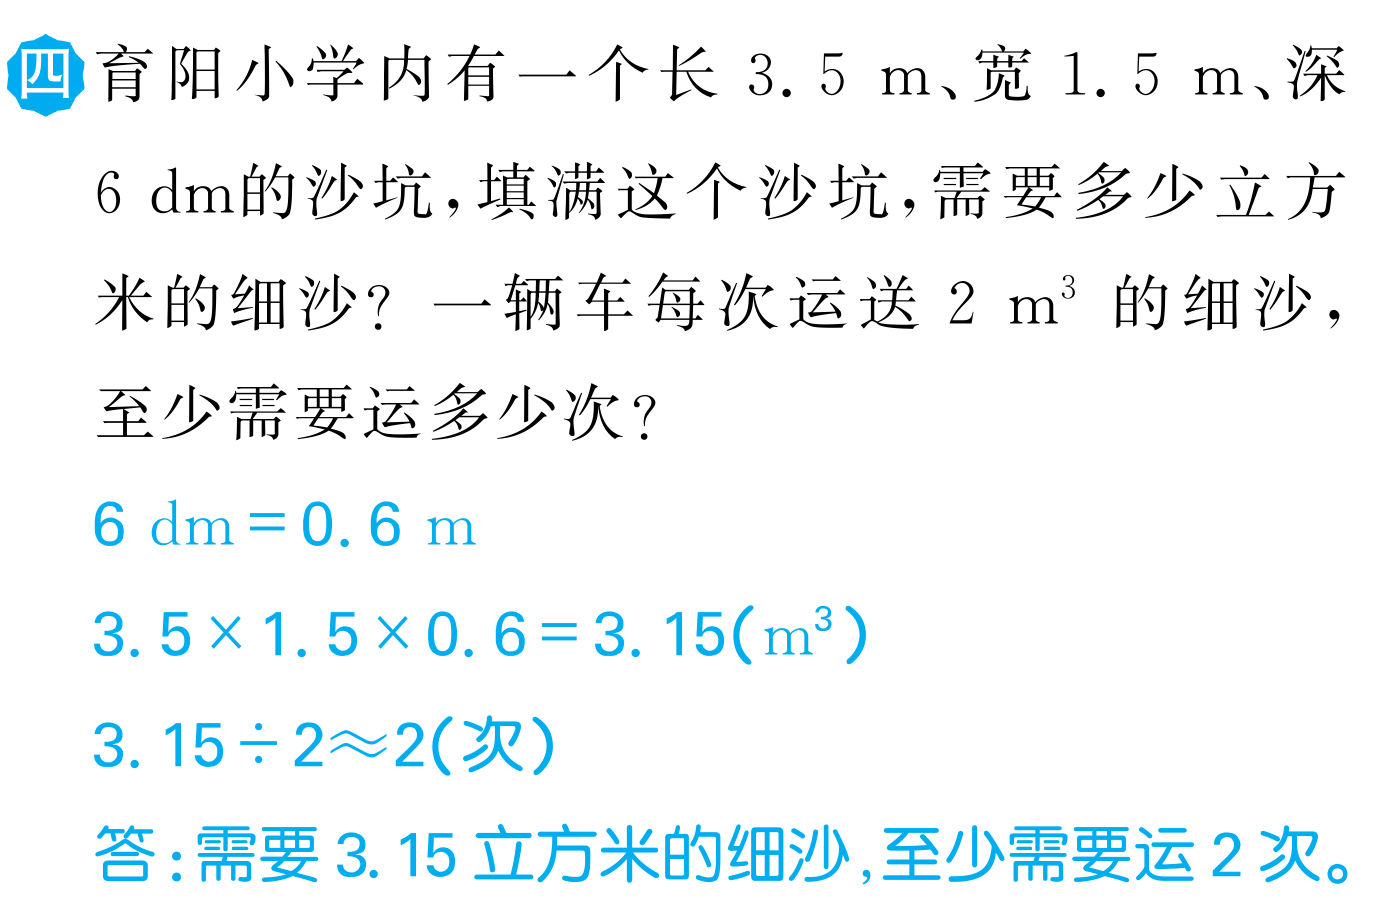 四 育阳小学内有一个长 3.5 m、宽 1.5 m、深
6 dm的沙坑,填满这个沙坑,需要多少立方
米的细沙? 一辆车每次运送 2 m³ 的细沙,
至少需要运多少次?
6 dm=0.6 m
3.5×1.5×0.6=3.15(m³)
3.15÷2≈2(次)
答:需要 3.15 立方米的细沙,至少需要运 2 次。